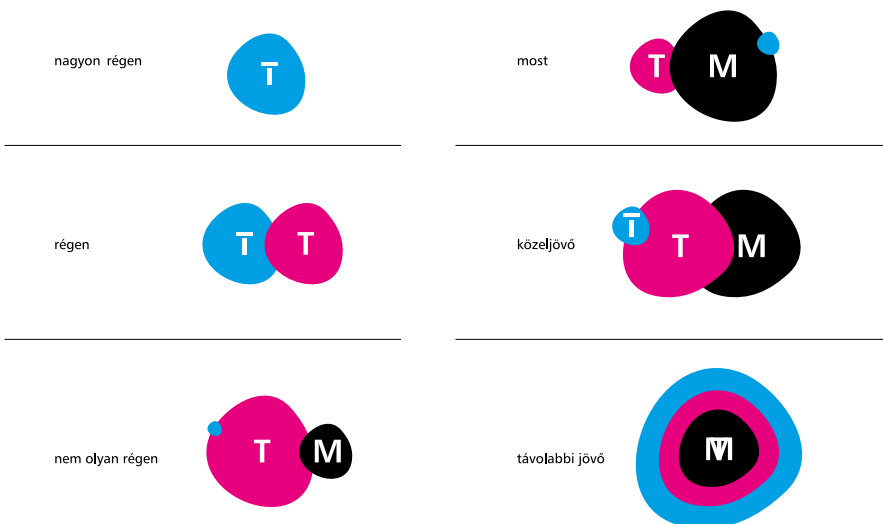 nagyon régen
T
régen
T T
nem olyan régen
T M
most
T M
közeljövő
T T M
távolabbi jövő
M